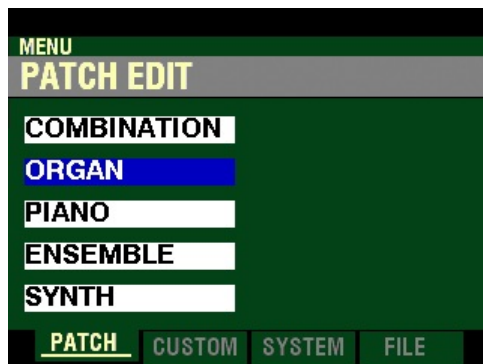 MENU
PATCH EDIT
COMBINATION
ORGAN
PIANO
ENSEMBLE
SYNTH
PATCH CUSTOM SYSTEM FILE